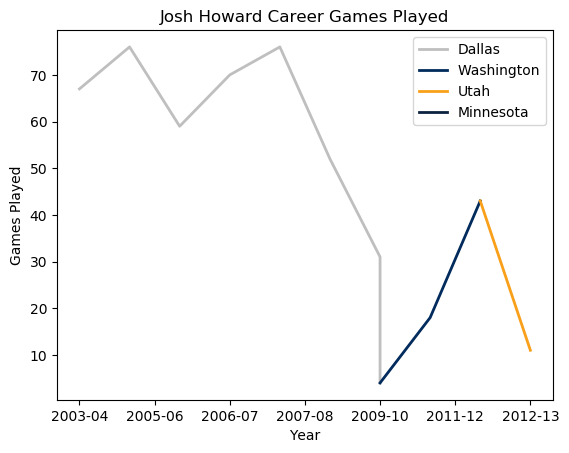 Josh Howard Career Games Played
Dallas
Washington
Utah
Minnesota
Games Played
70
60
50
40
30
20
10
2003-04 2005-06 2006-07 2007-08 2009-10 2011-12 2012-13
Year